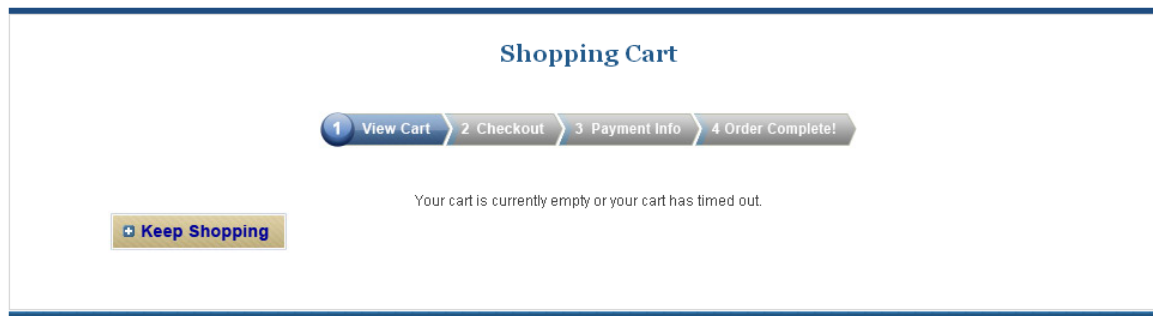 Shopping Cart
1 View Cart 2 Checkout 3 Payment Info 4 Order Complete!
Your cart is currently empty or your cart has timed out.
Keep Shopping